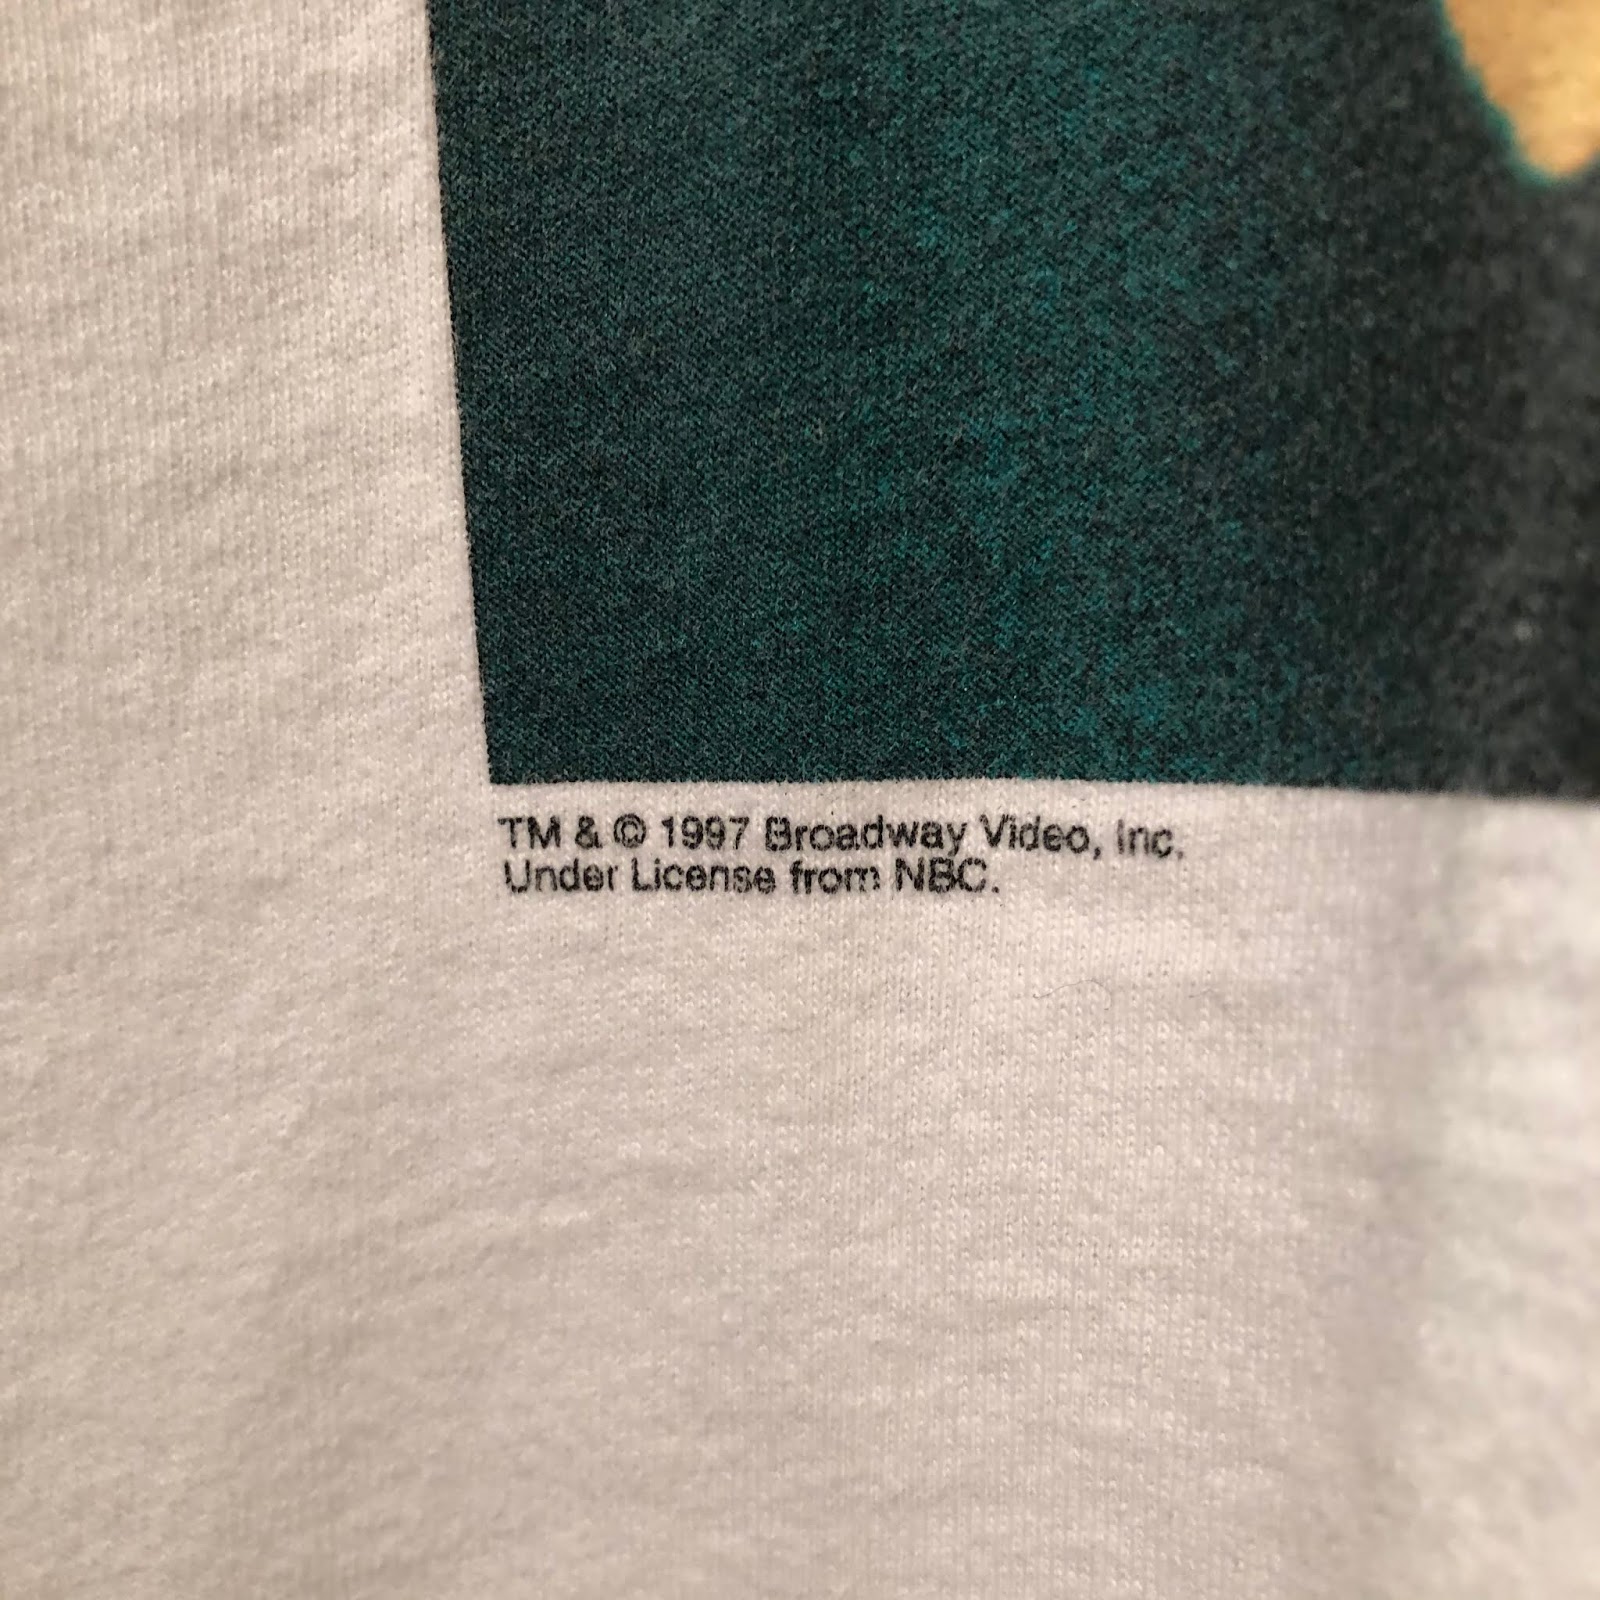 TM & © 1997 Broadway Video, Inc.
Under License from NBC.